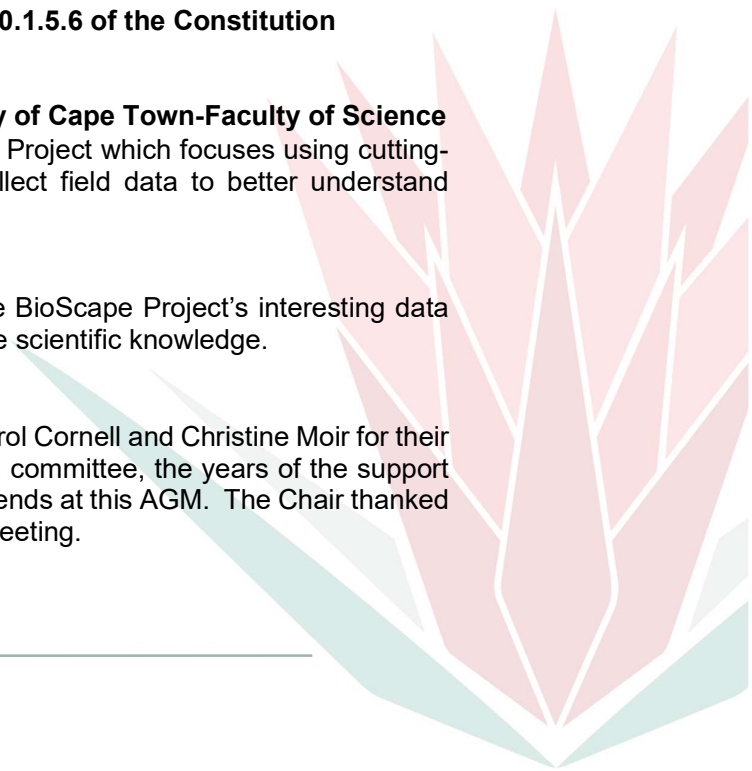 0.1.5.6 of the Constitution
y of Cape Town-Faculty of Science
Project which focuses using cutting-
llect field data to better understand
e BioScape Project’s interesting data
e scientific knowledge.
rol Cornell and Christine Moir for their
committee, the years of the support
ends at this AGM.  The Chair thanked
eeting.